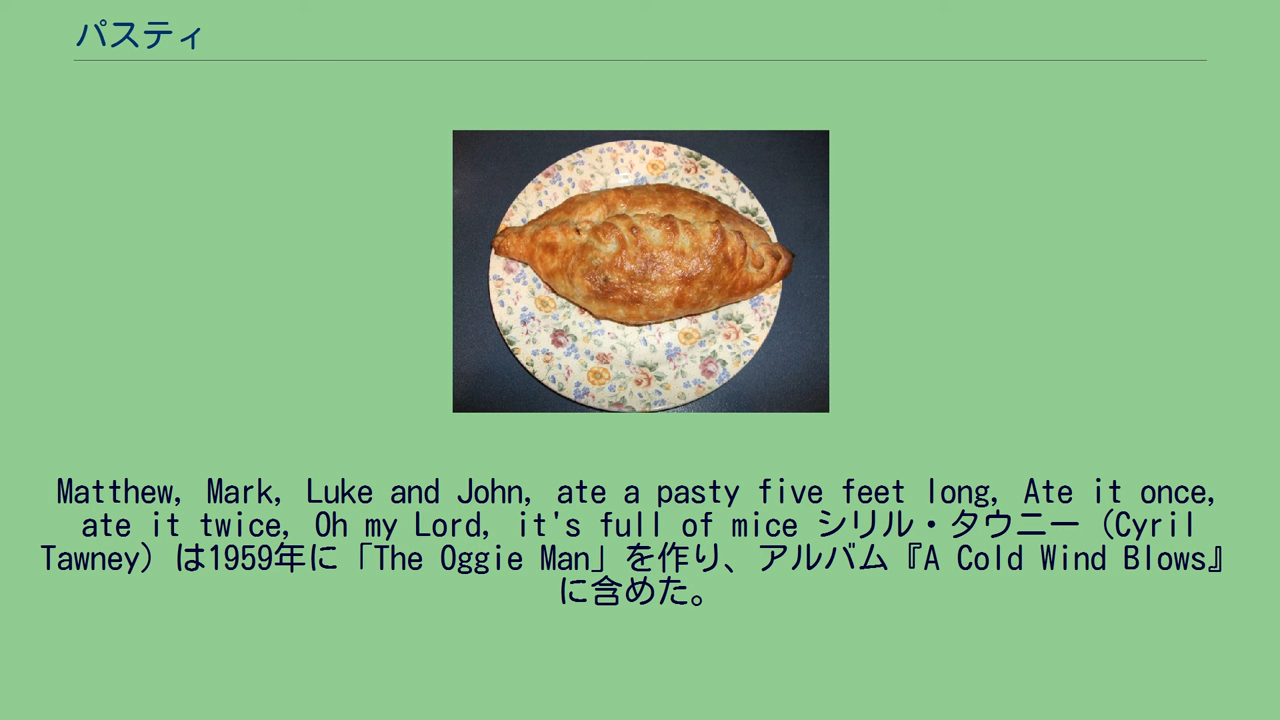 パスティ
Matthew, Mark, Luke and John, ate a pasty five feet long, Ate it once,
ate it twice, Oh my Lord, it's full of mice シリル・タウニー（Cyril
Tawney）は1959年に「The Oggie Man」を作り、アルバム『A Cold Wind Blows』
に含めた。